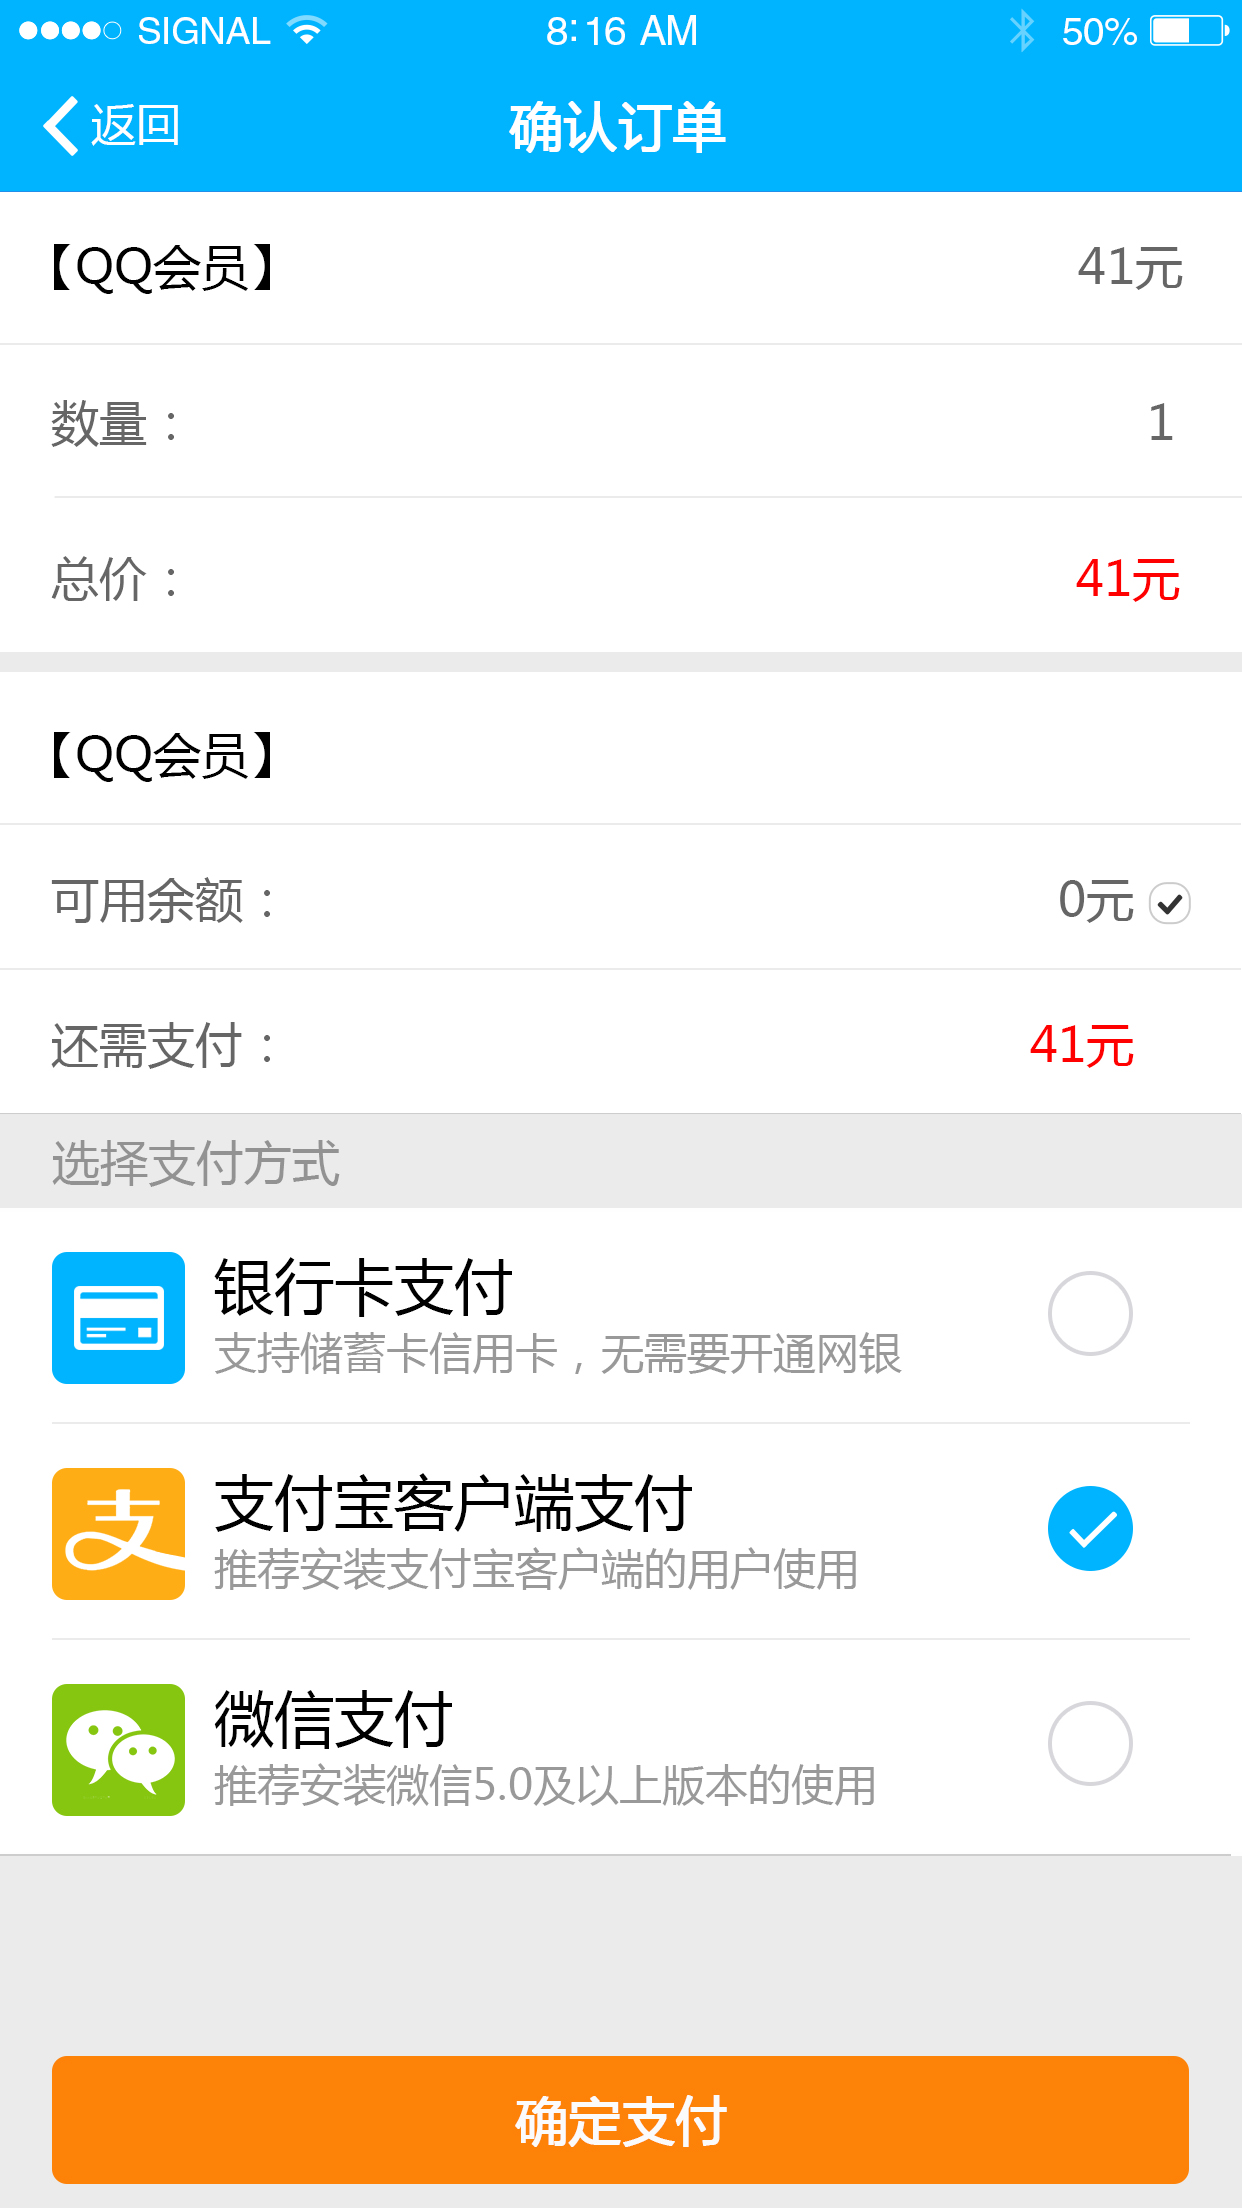 SIGNAL 8:16 AM 50%
返回 确认订单
【QQ会员】 41元
数量： 1
总价： 41元
【QQ会员】
可用余额： 0元
还需支付： 41元
选择支付方式
银行卡支付
支持储蓄卡信用卡，无需要开通网银
支
支付宝客户端支付
推荐安装支付宝客户端的用户使用
微信支付
推荐安装微信5.0及以上版本的使用
确定支付